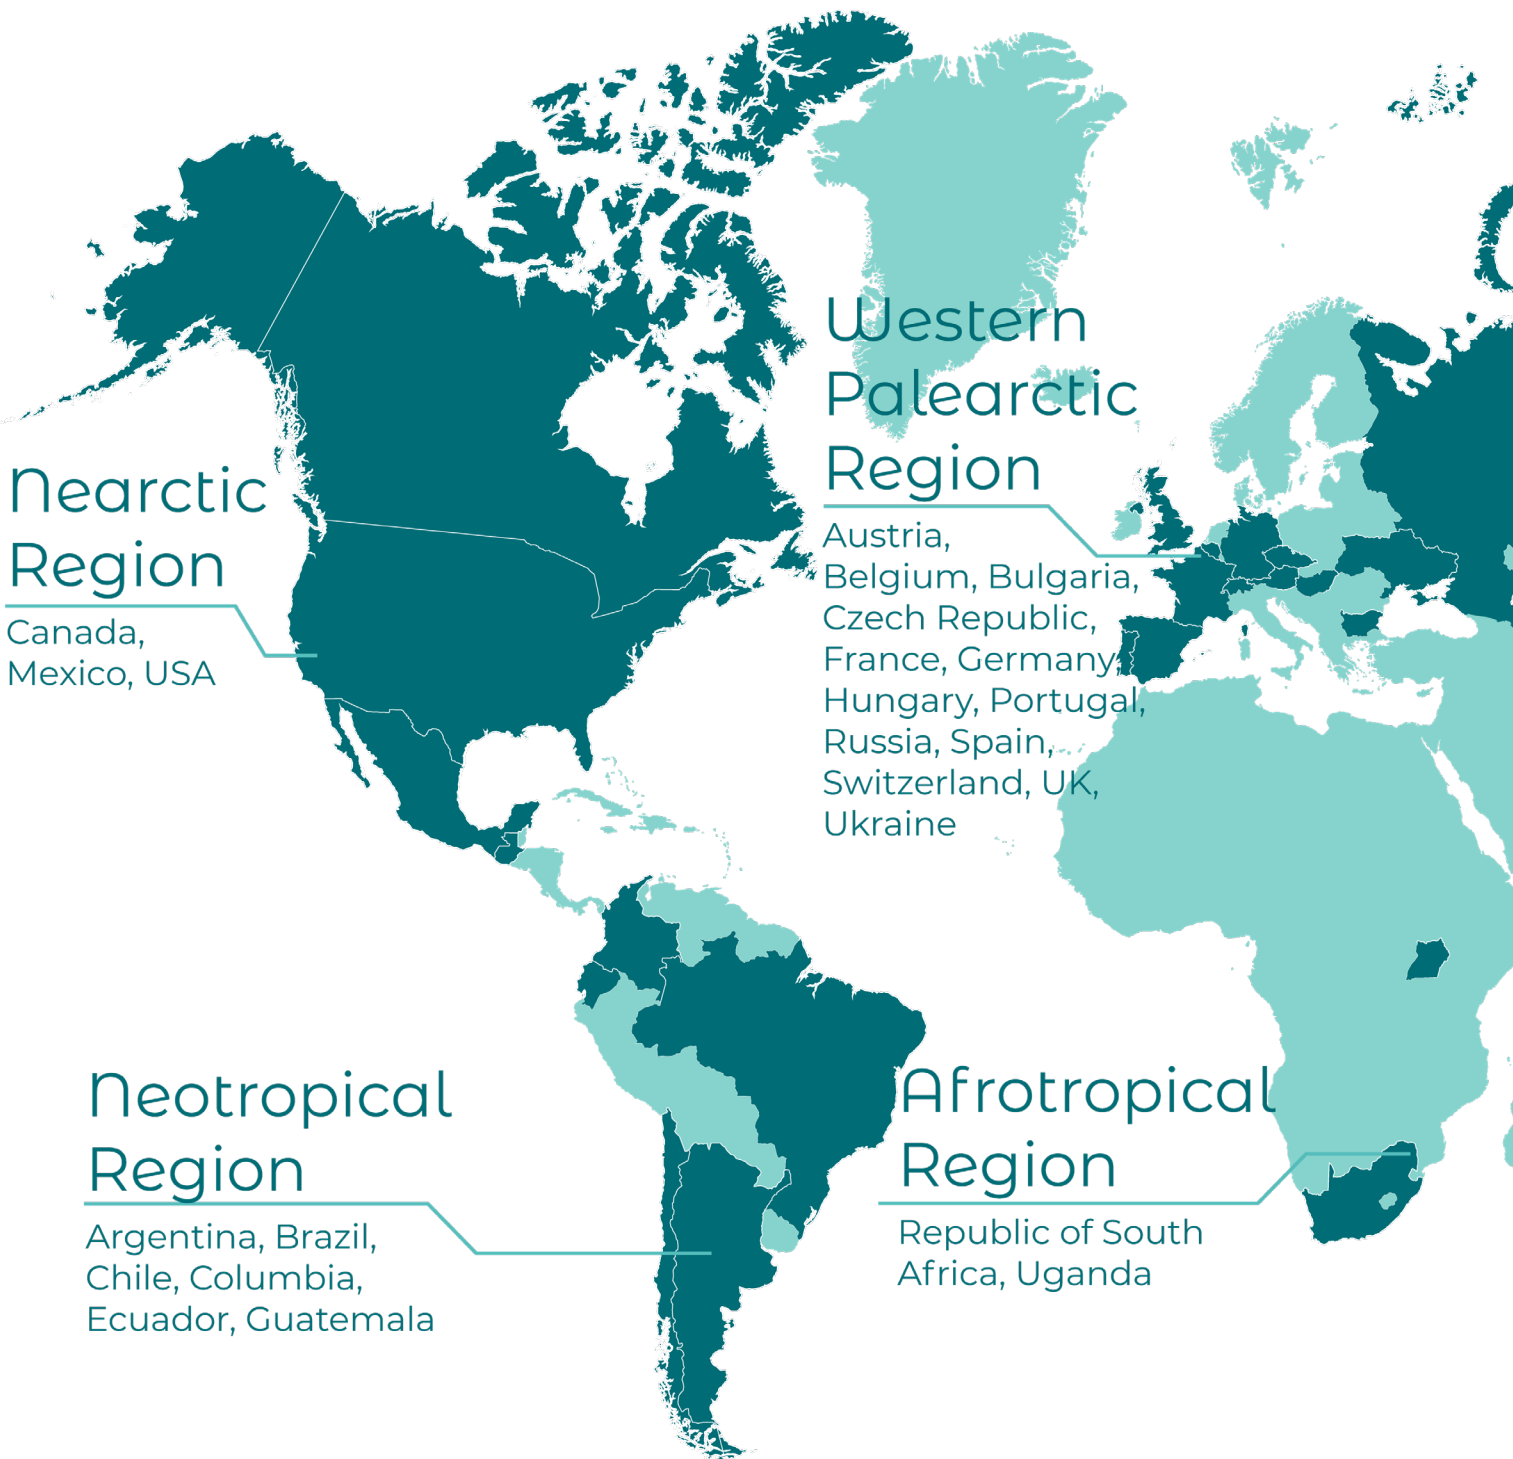 Nearctic
Region
Canada,
Mexico, USA
Western
Palearctic
Region
Austria,
Belgium, Bulgaria,
Czech Republic,
France, Germany,
Hungary, Portugal,
Russia, Spain,
Switzerland, UK,
Ukraine
Neotropical
Region
Argentina, Brazil,
Chile, Columbia,
Ecuador, Guatemala
Afrotropical
Region
Republic of South
Africa, Uganda